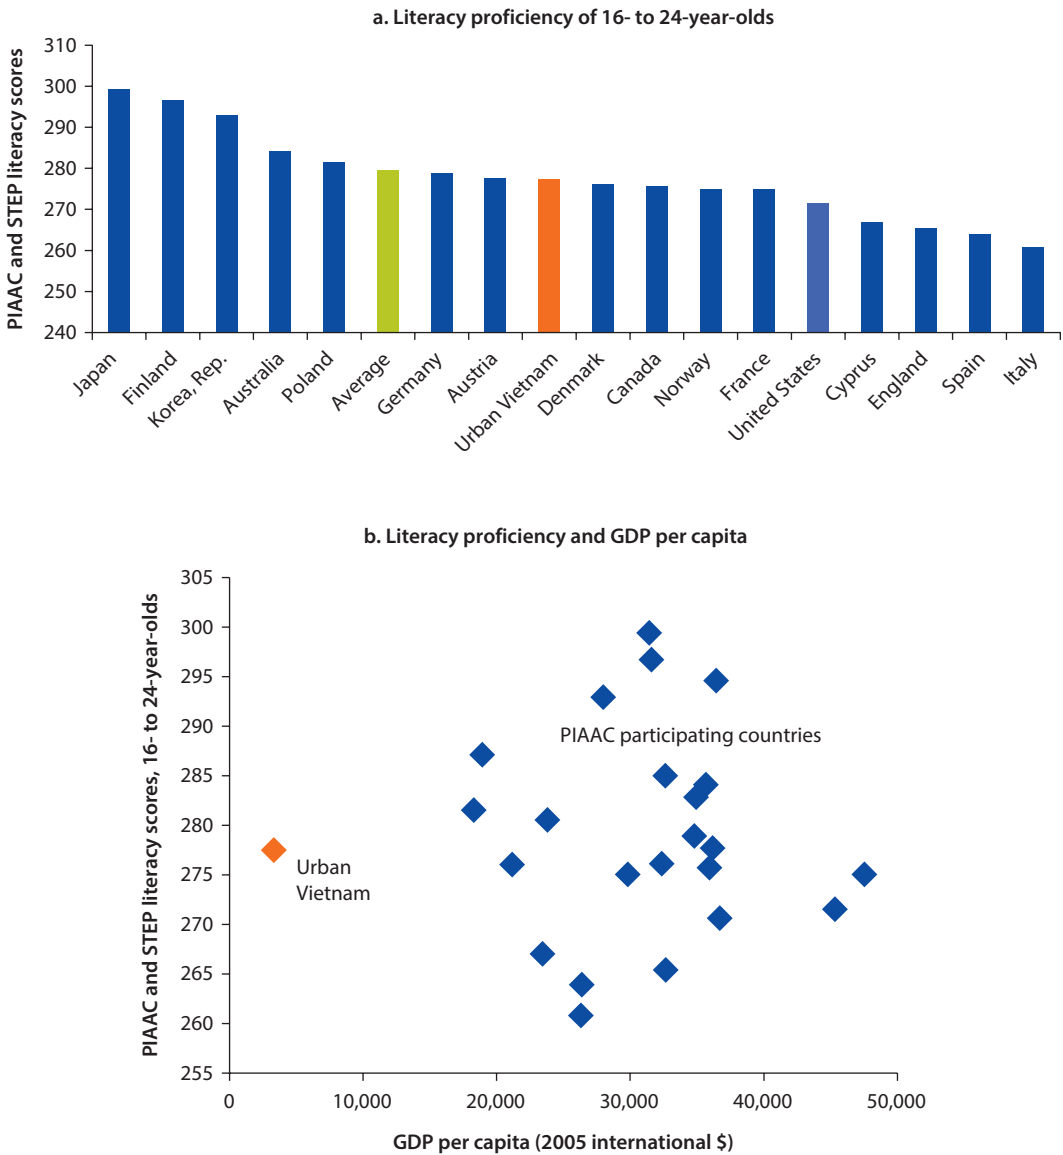 a. Literacy proficiency of 16- to 24-year-olds
PIAAC and STEP literacy scores
310
300
290
280
270
260
250
240
Japan
Finland
Korea, Rep.
Australia
Poland
Average
Germany
Austria
Urban Vietnam
Denmark
Canada
Norway
France
United States
Cyprus
England
Spain
Italy
b. Literacy proficiency and GDP per capita
PIAAC and STEP literacy scores, 16- to 24-year-olds
305
300
295
290
285
280
275
270
265
260
255
PIAAC participating countries
Urban
Vietnam
0
10,000
20,000
30,000
40,000
50,000
GDP per capita (2005 international $)